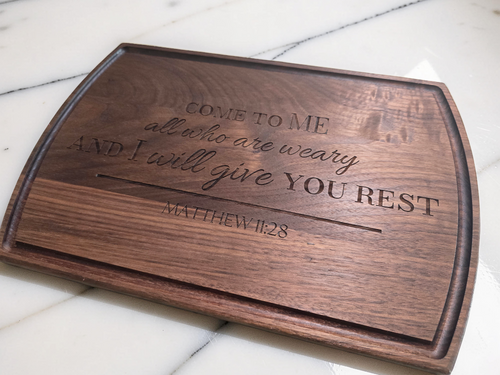 COME TO ME
all who are weary
AND I will give YOU REST
MATTHEW 11:28